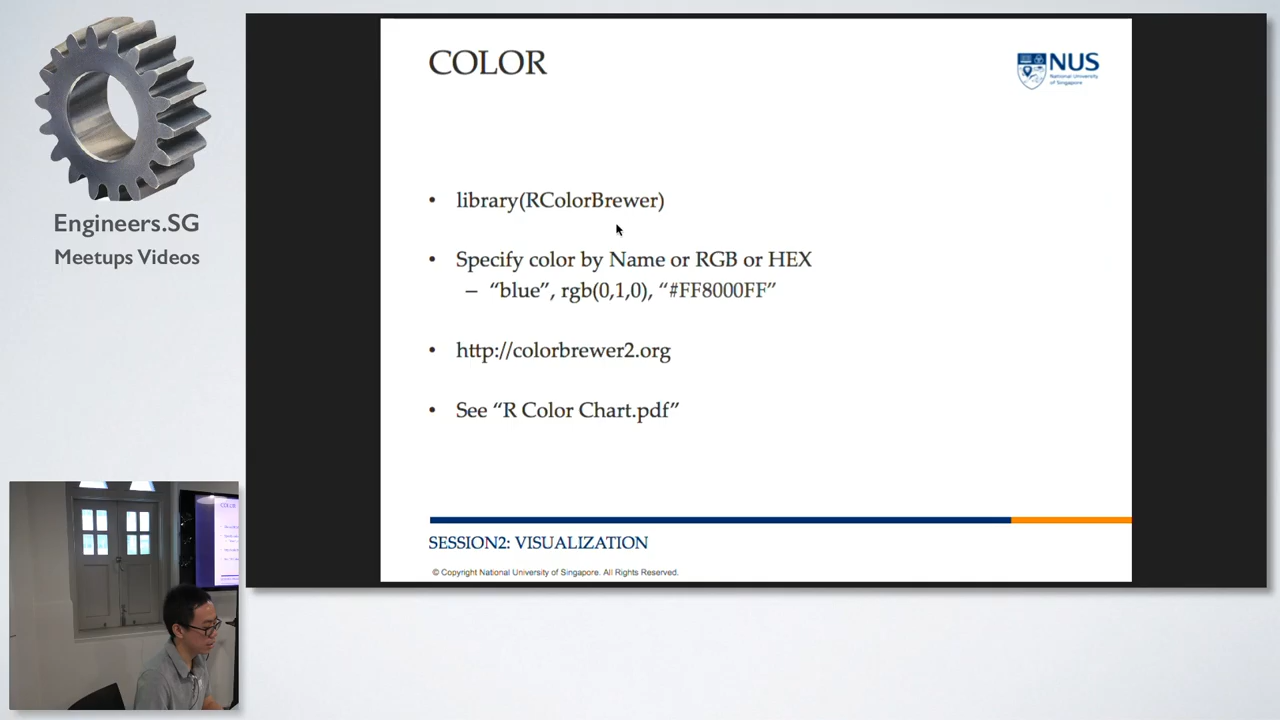 Engineers.SG
Meetups Videos
COLOR
NUS
National University
of Singapore
• library(RColorBrewer)
• Specify color by Name or RGB or HEX
– “blue”, rgb(0,1,0), “#FF8000FF”
• http://colorbrewer2.org
• See “R Color Chart.pdf”
SESSION2: VISUALIZATION
© Copyright National University of Singapore. All Rights Reserved.